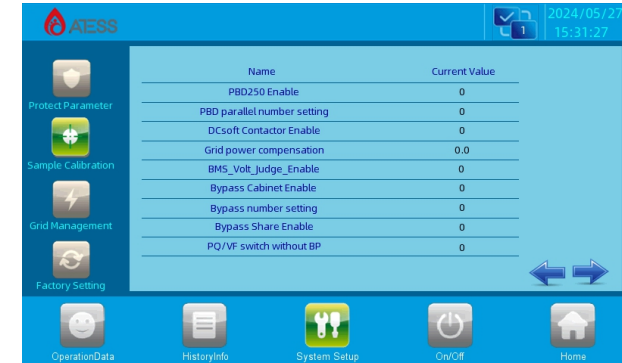 ATESS
1
2024/05/27
15:31:27
Protect Parameter
Sample Calibration
Grid Management
Factory Setting
Name Current Value
PBD250 Enable 0
PBD parallel number setting 0
DCsoft Contactor Enable 0
Grid power compensation 0.0
BMS_Volt_Judge_Enable 0
Bypass Cabinet Enable 0
Bypass number setting 0
Bypass Share Enable 0
PQ/VF switch without BP 0
OperationData HistoryInfo System Setup On/Off Home